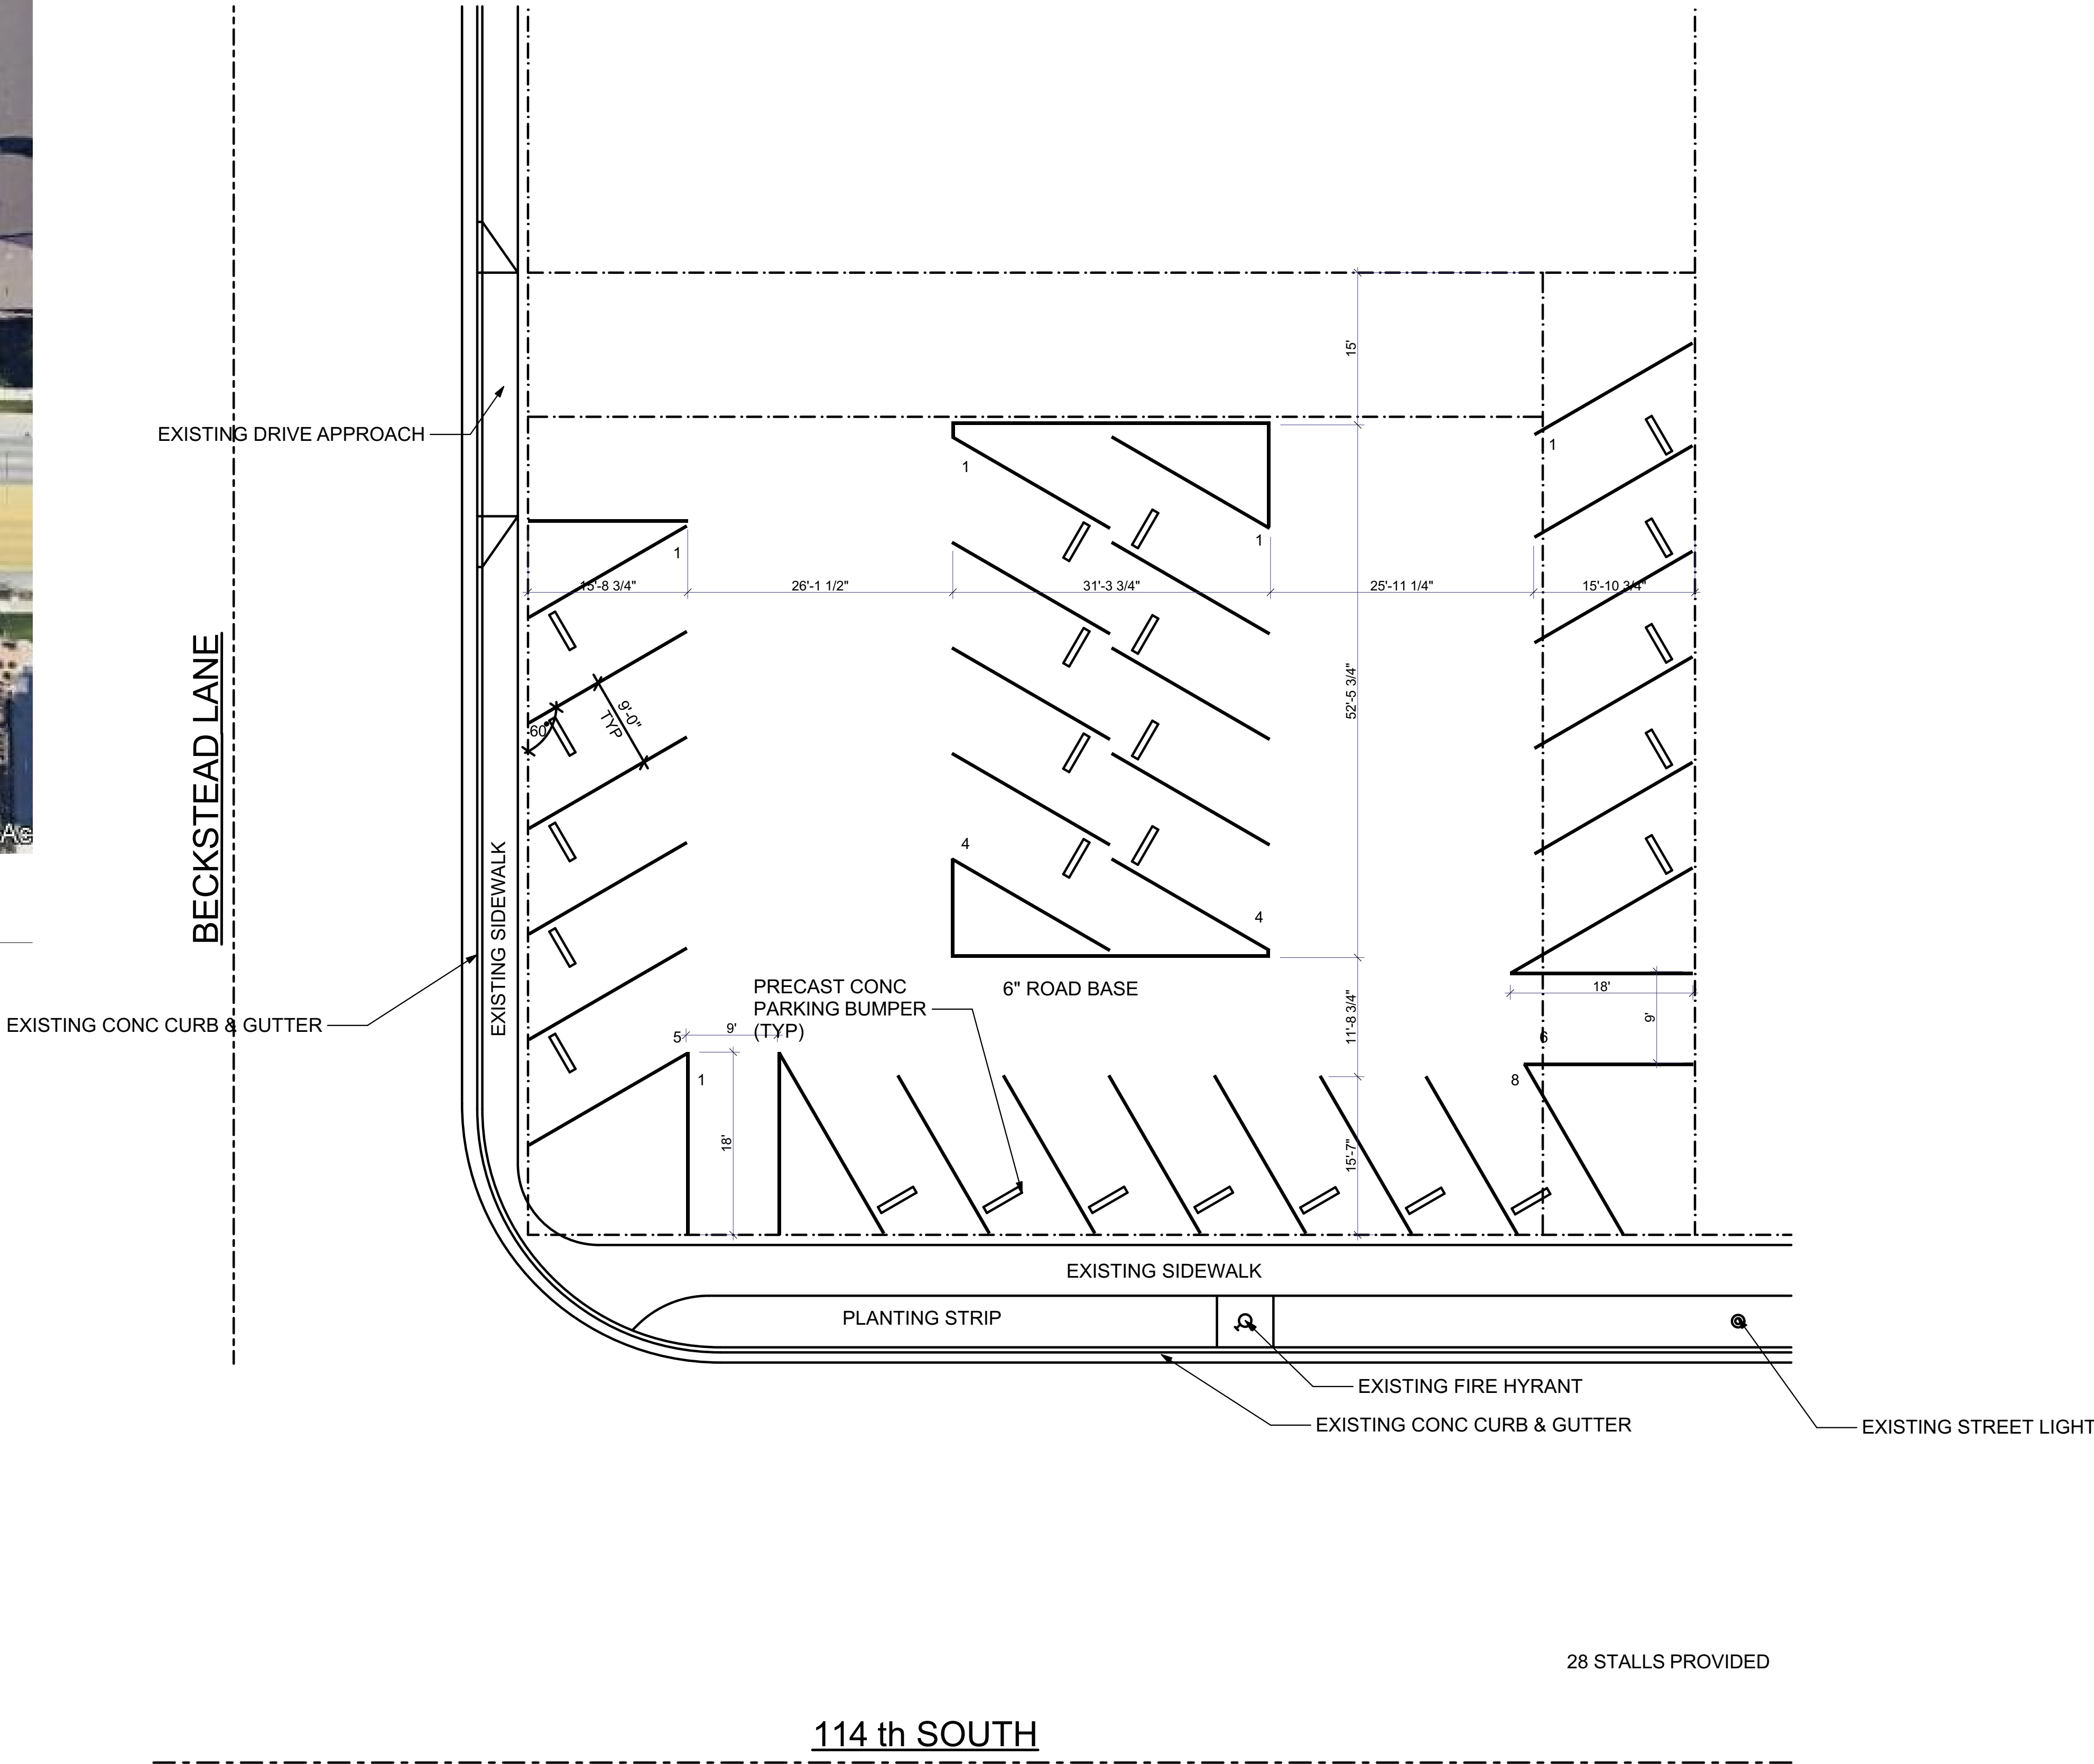 15'
EXISTING DRIVE APPROACH
1
1
1
1
15'-8 3/4"
26'-1 1/2"
31'-3 3/4"
25'-11 1/4"
15'-10 3/4"
BECKSTEAD LANE
52'-5 3/4"
9'-0"
TYP
60°
Ac
4
4
EXISTING SIDEWALK
PRECAST CONC
PARKING BUMPER
(TYP)
6" ROAD BASE
18'
9'
11'-8 3/4"
EXISTING CONC CURB & GUTTER
5
9'
6
1
8
18'
15'-7"
EXISTING SIDEWALK
PLANTING STRIP
EXISTING FIRE HYRANT
EXISTING CONC CURB & GUTTER
EXISTING STREET LIGHT
28 STALLS PROVIDED
114 th SOUTH